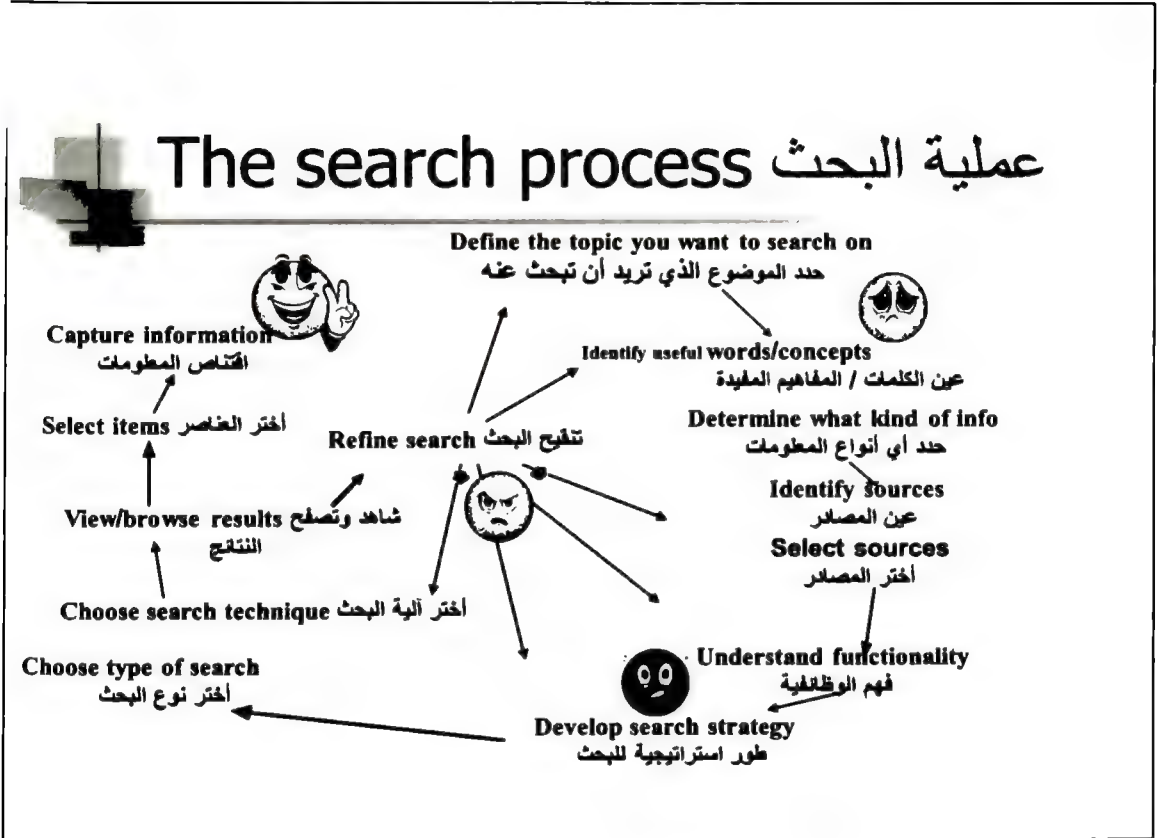 The search process عملية البحث
Define the topic you want to search on
حدد الموضوع الذي تريد أن تبحث عنه
Identify useful words/concepts
عين الكلمات / المفاهيم المفيدة
Determine what kind of info
حدد أي أنواع المعلومات
Identify sources
عين المصادر
Select sources
أختر المصادر
Understand functionality
فهم الوظائفية
Develop search strategy
طور استراتيجية للبحث
Choose type of search
أختر نوع البحث
Choose search technique أختر آلية البحث
View/browse results شاهد وتصفح
النتائج
Refine search تنقيح البحث
Select items أختر العناصر
Capture information
اقتناص المعلومات